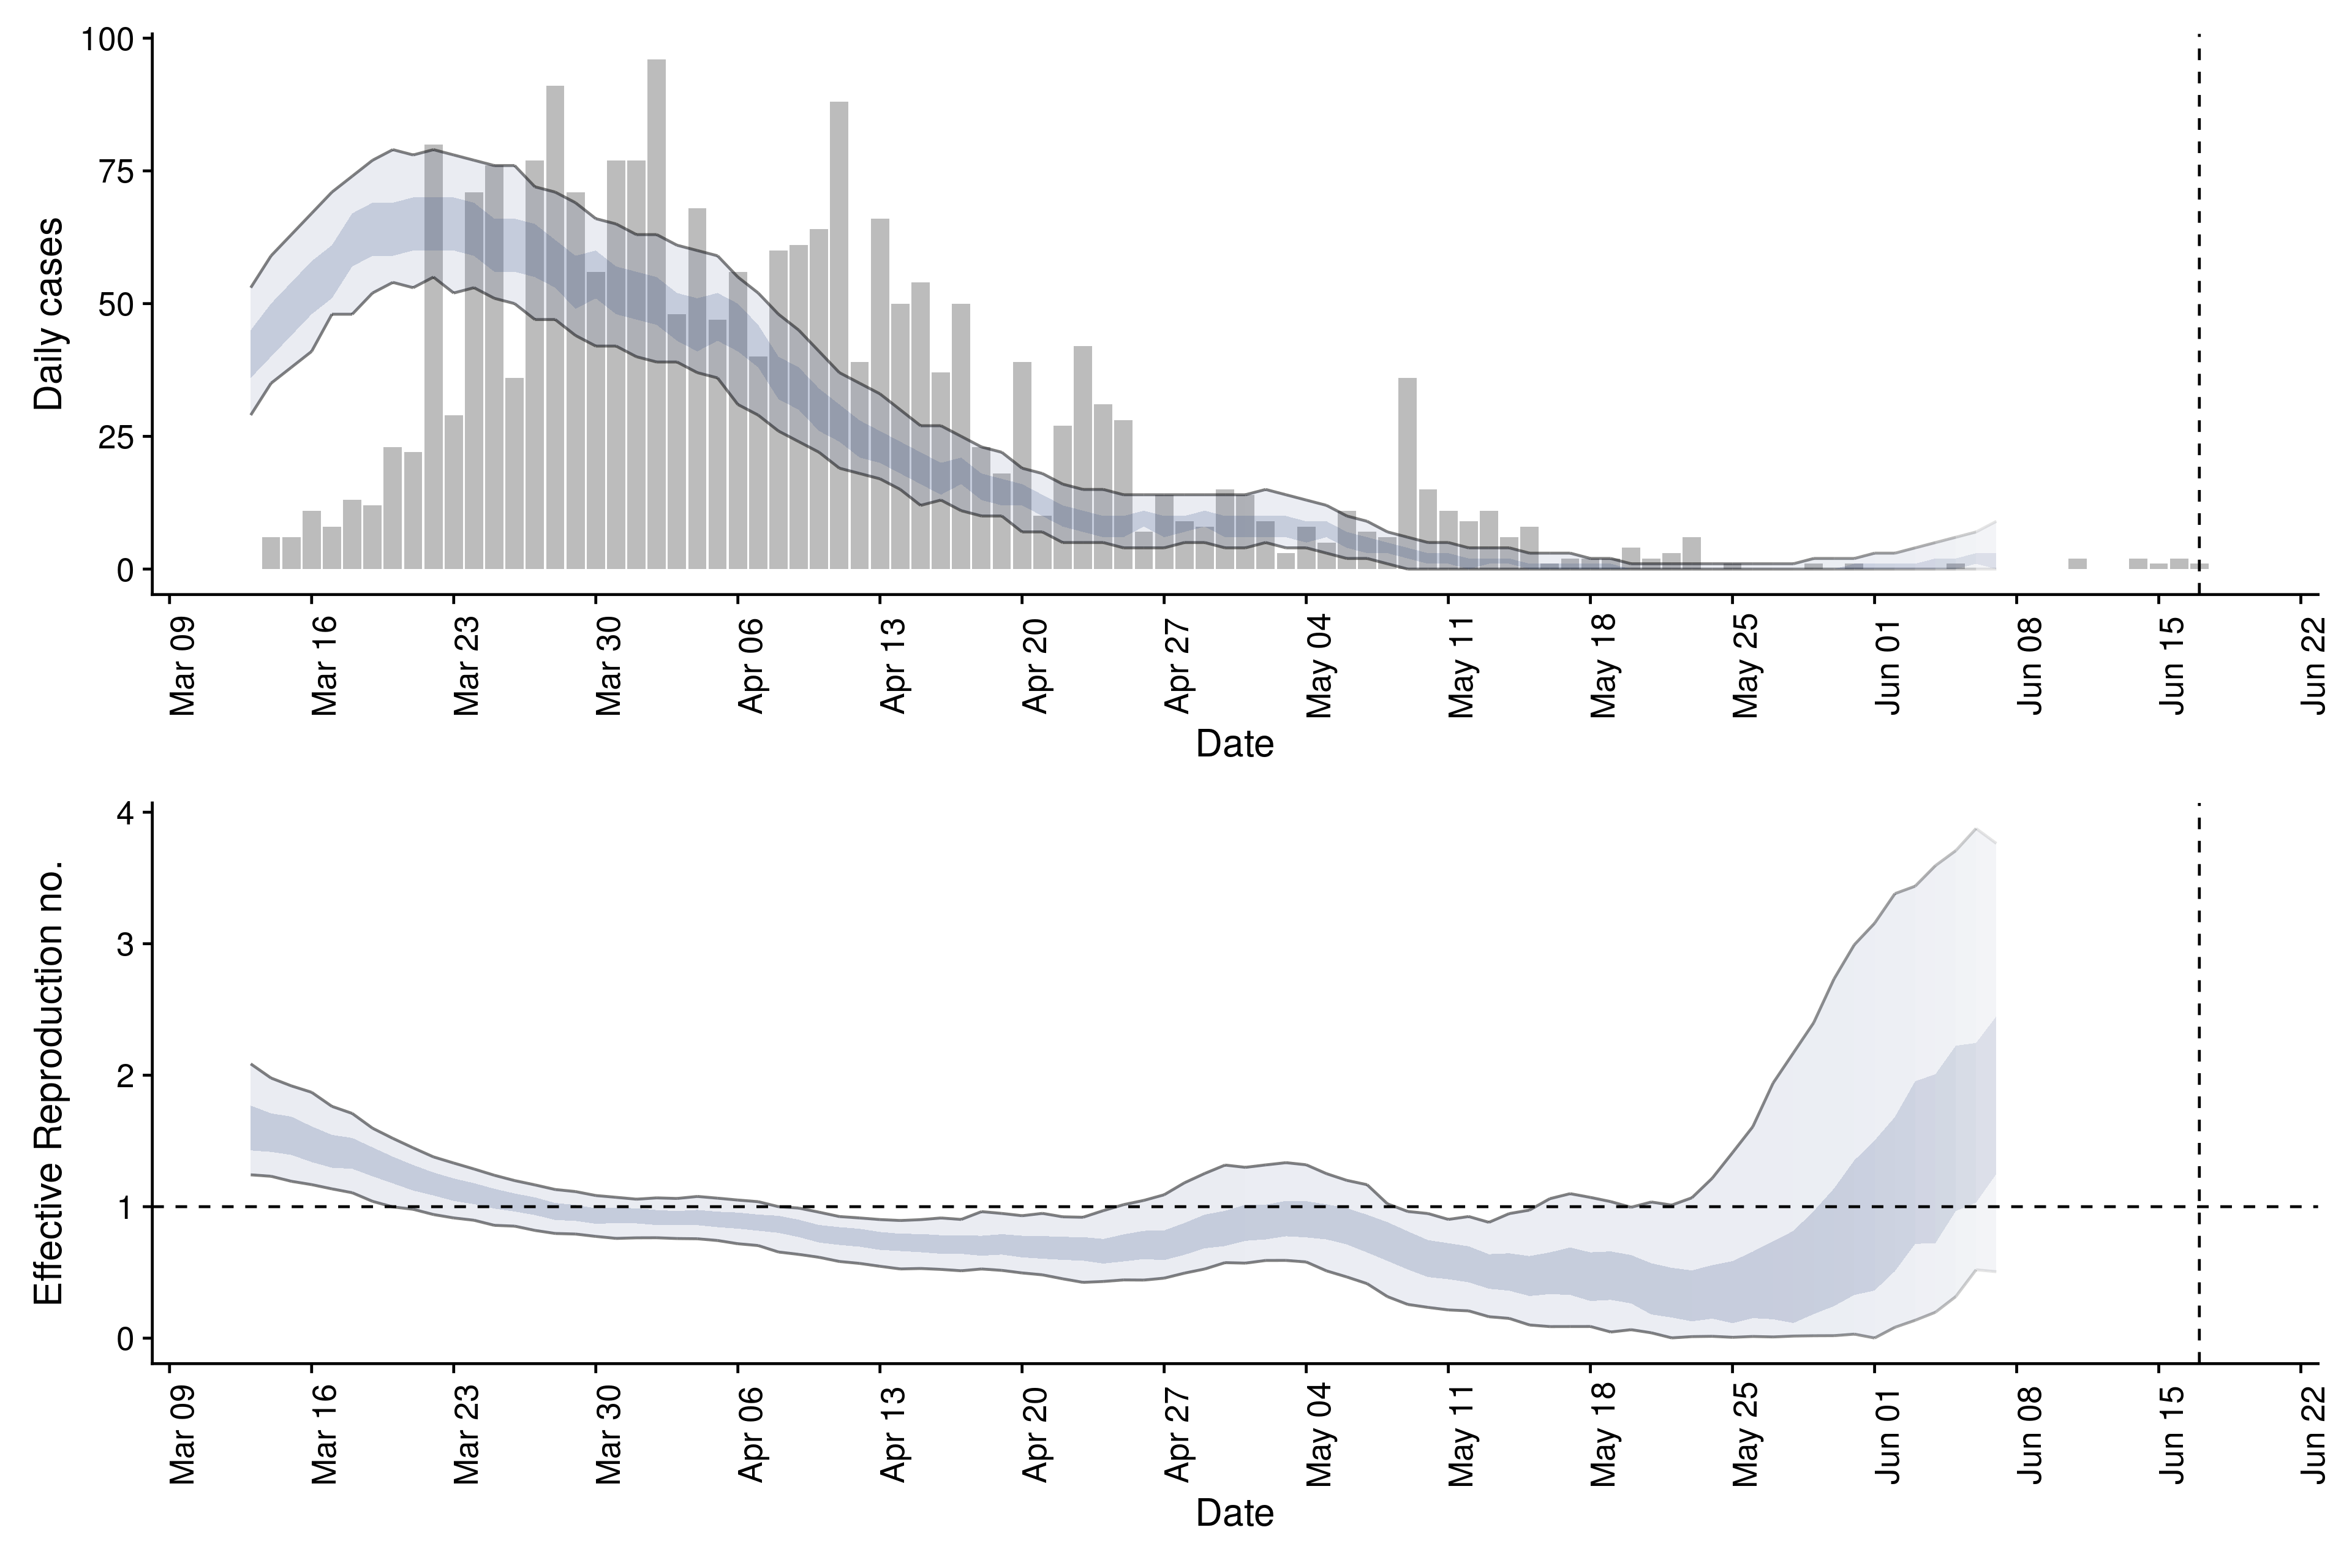 Daily cases
100
75
50
25
0
Mar 09
Mar 16
Mar 23
Mar 30
Apr 06
Apr 13
Apr 20
Apr 27
May 04
May 11
May 18
May 25
Jun 01
Jun 08
Jun 15
Jun 22
Date
Effective Reproduction no.
4
3
2
1
0
Mar 09
Mar 16
Mar 23
Mar 30
Apr 06
Apr 13
Apr 20
Apr 27
May 04
May 11
May 18
May 25
Jun 01
Jun 08
Jun 15
Jun 22
Date